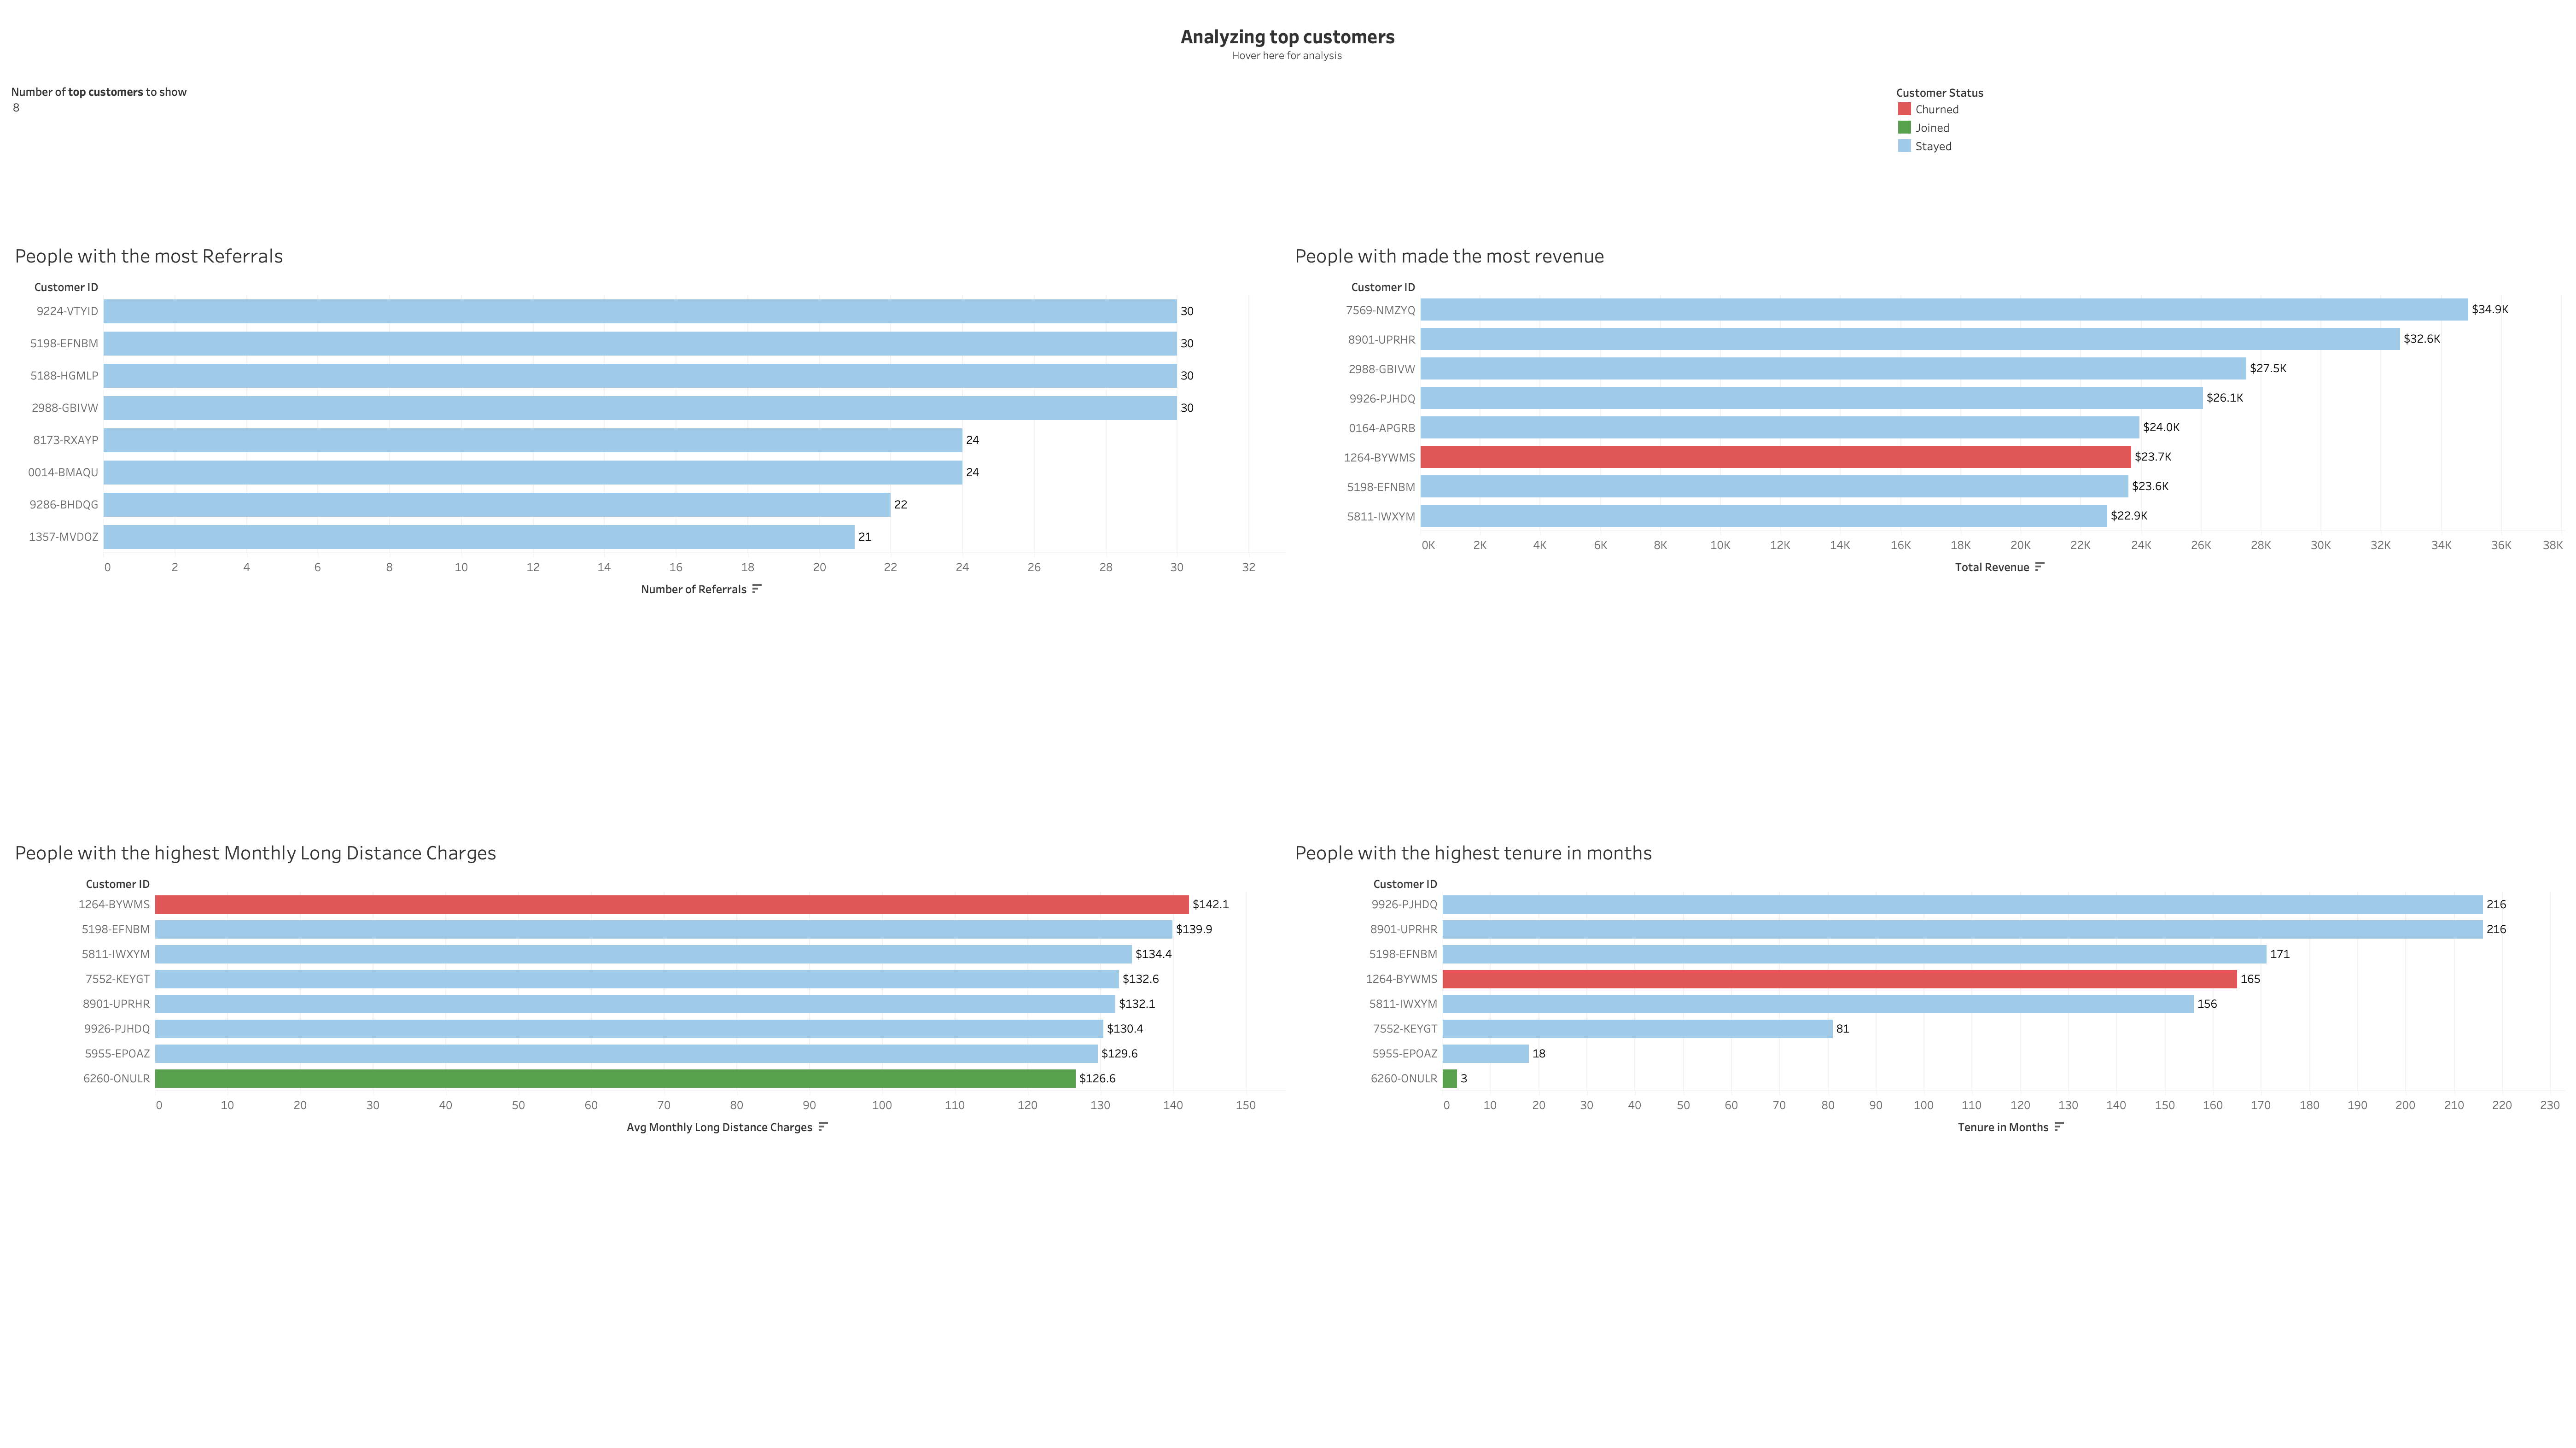 Analyzing top customers
Hover here for analysis
Number of top customers to show
8
Customer Status
Churned
Joined
Stayed
People with the most Referrals
Customer ID
9224-VTYID 30
5198-EFNBM 30
5188-HGMLP 30
2988-GBIVW 30
8173-RXAYP 24
0014-BMAQU 24
9286-BHDQG 22
1357-MVDOZ 21
0 2 4 6 8 10 12 14 16 18 20 22 24 26 28 30 32
Number of Referrals
People with made the most revenue
Customer ID
7569-NMZYQ $34.9K
8901-UPRHR $32.6K
2988-GBIVW $27.5K
9926-PJHDQ $26.1K
0164-APGRB $24.0K
1264-BYWMS $23.7K
5198-EFNBM $23.6K
5811-IWXYM $22.9K
0K 2K 4K 6K 8K 10K 12K 14K 16K 18K 20K 22K 24K 26K 28K 30K 32K 34K 36K 38K
Total Revenue
People with the highest Monthly Long Distance Charges
Customer ID
1264-BYWMS $142.1
5198-EFNBM $139.9
5811-IWXYM $134.4
7552-KEYGT $132.6
8901-UPRHR $132.1
9926-PJHDQ $130.4
5955-EPOAZ $129.6
6260-ONULR $126.6
0 10 20 30 40 50 60 70 80 90 100 110 120 130 140 150
Avg Monthly Long Distance Charges
People with the highest tenure in months
Customer ID
9926-PJHDQ 216
8901-UPRHR 216
5198-EFNBM 171
1264-BYWMS 165
5811-IWXYM 156
7552-KEYGT 81
5955-EPOAZ 18
6260-ONULR 3
0 10 20 30 40 50 60 70 80 90 100 110 120 130 140 150 160 170 180 190 200 210 220 230
Tenure in Months